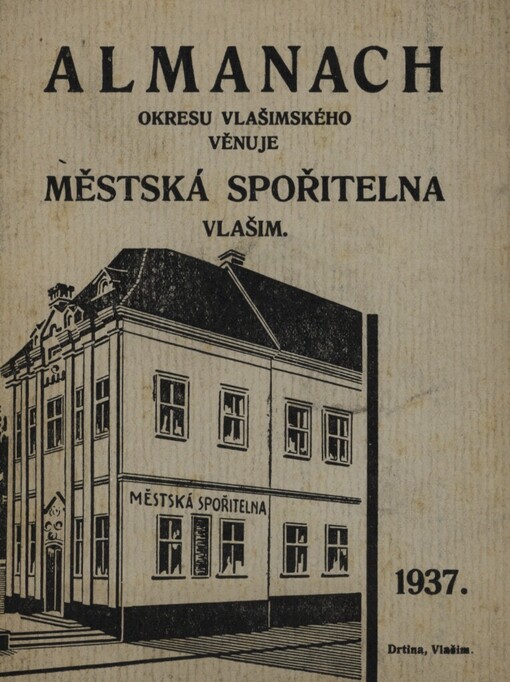 ALMANACH
OKRESU VLAŠIMSKÉHO
VĚNUJE
MĚSTSKÁ SPOŘITELNA
VLAŠIM.
MĚSTSKÁ SPOŘITELNA
1937.
Drtina, Vlašim.